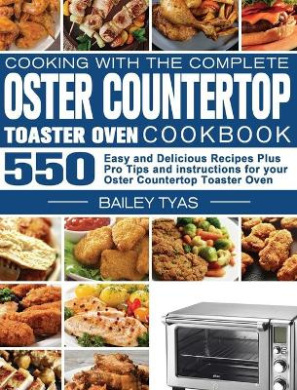 COOKING WITH THE COMPLETE
OSTER COUNTERTOP
TOASTER OVEN COOKBOOK
550 Easy and Delicious Recipes Plus
Pro Tips and instructions for your
Oster Countertop Toaster Oven
BAILEY TYAS